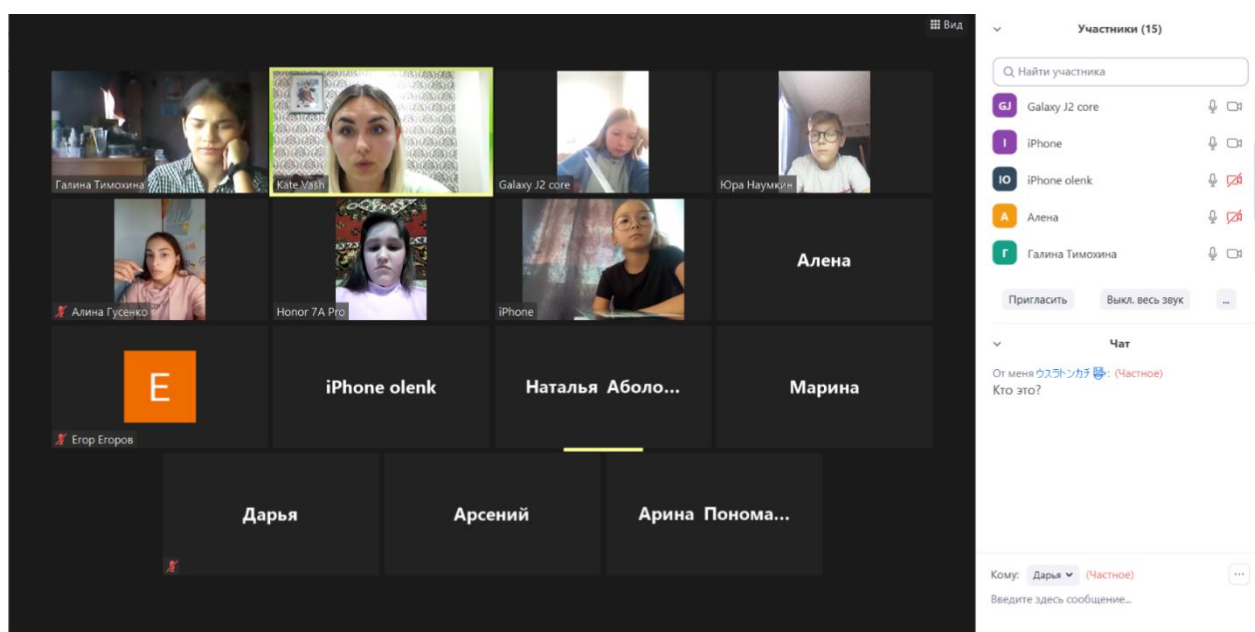 Вид
Галина Тимохина
Kate Vash
Galaxy J2 core
Юра Наумкин
Алина Гусенко
Honor 7A Pro
iPhone
Алена
E
Егор Егоров
iPhone olenk
Наталья Аболо...
Марина
Дарья
Арсений
Арина Понома...
Участники (15)
Найти участника
GJ Galaxy J2 core
I iPhone
IO iPhone olenk
А Алена
Г Галина Тимохина
Пригласить Выкл. весь звук ...
Чат
От меня ウスラトンカチ: (Частное)
Кто это?
Кому: Дарья (Частное)
Введите здесь сообщение...